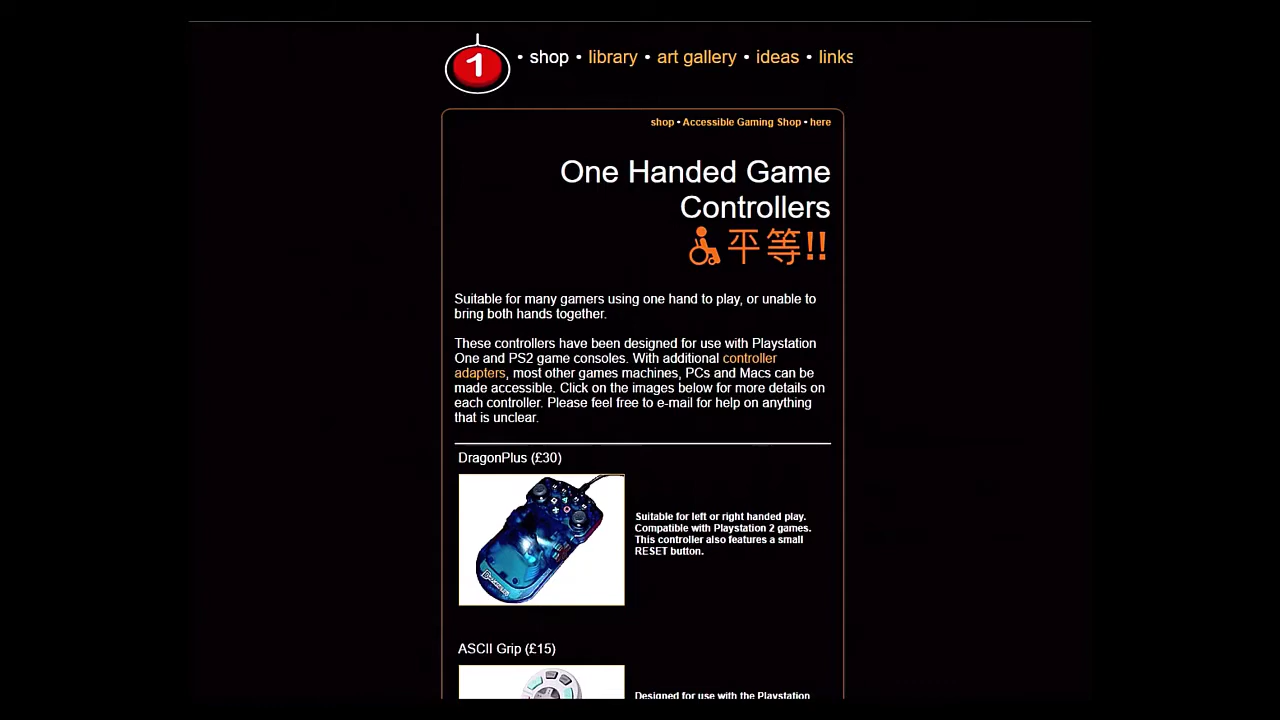 1
• shop • library • art gallery • ideas • links
shop • Accessible Gaming Shop • here
One Handed Game
Controllers
平等!!
Suitable for many gamers using one hand to play, or unable to
bring both hands together.
These controllers have been designed for use with Playstation
One and PS2 game consoles. With additional controller
adapters, most other games machines, PCs and Macs can be
made accessible. Click on the images below for more details on
each controller. Please feel free to e-mail for help on anything
that is unclear.
DragonPlus (£30)
Suitable for left or right handed play.
Compatible with Playstation 2 games.
This controller also features a small
RESET button.
ASCII Grip (£15)
Designed for use with the Playstation